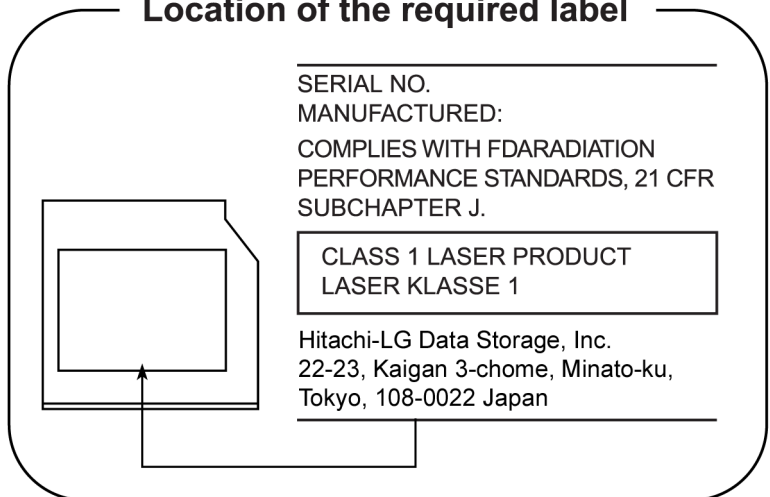 Location of the required label
SERIAL NO.
MANUFACTURED:
COMPLIES WITH FDARADIATION
PERFORMANCE STANDARDS, 21 CFR
SUBCHAPTER J.
CLASS 1 LASER PRODUCT
LASER KLASSE 1
Hitachi-LG Data Storage, Inc.
22-23, Kaigan 3-chome, Minato-ku,
Tokyo, 108-0022 Japan